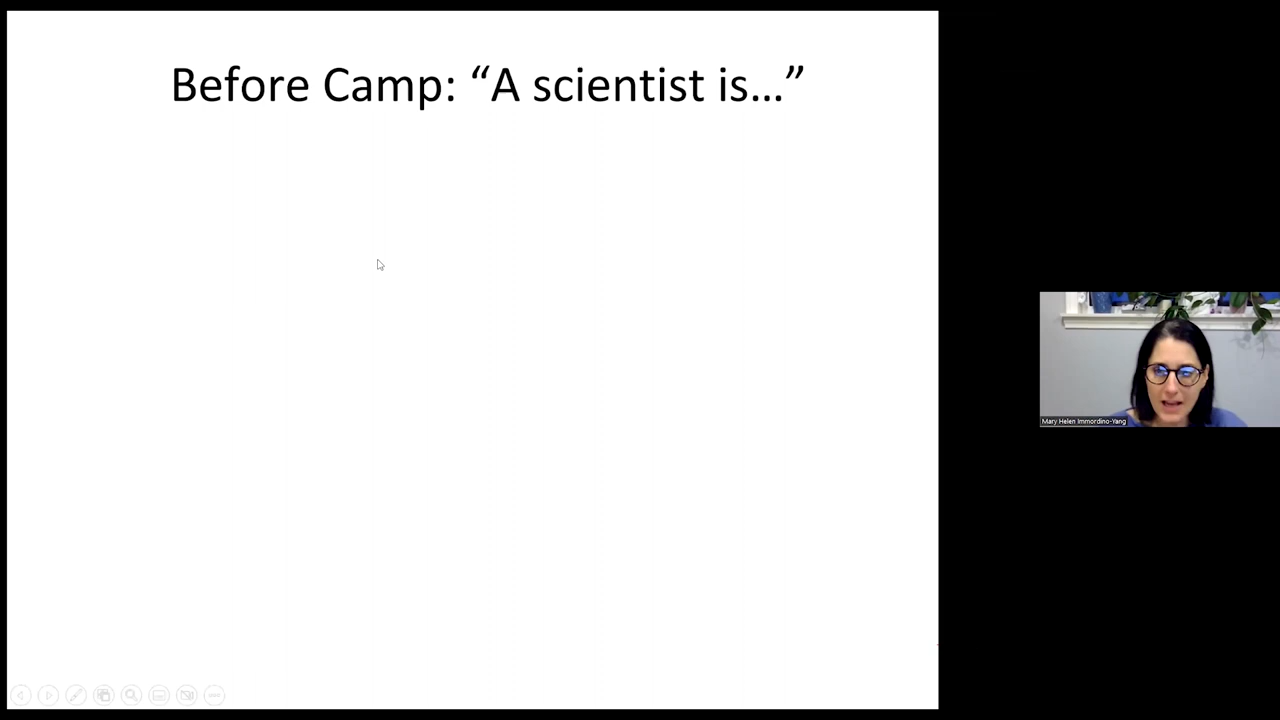 Before Camp: “A scientist is…”
Mary Helen Immordino-Yang